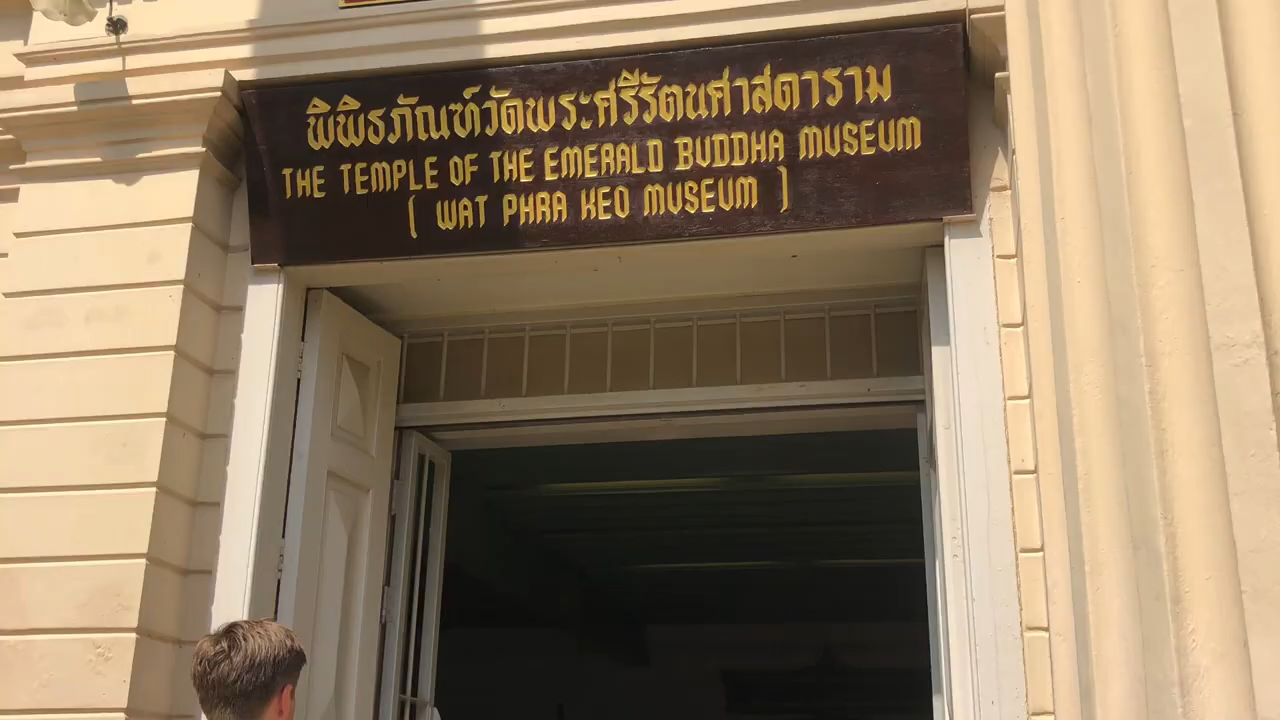 พิพิธภัณฑ์วัดพระศรีรัตนศาสดาราม
THE TEMPLE OF THE EMERALD BUDDHA MUSEUM
( WAT PHRA KEO MUSEUM )